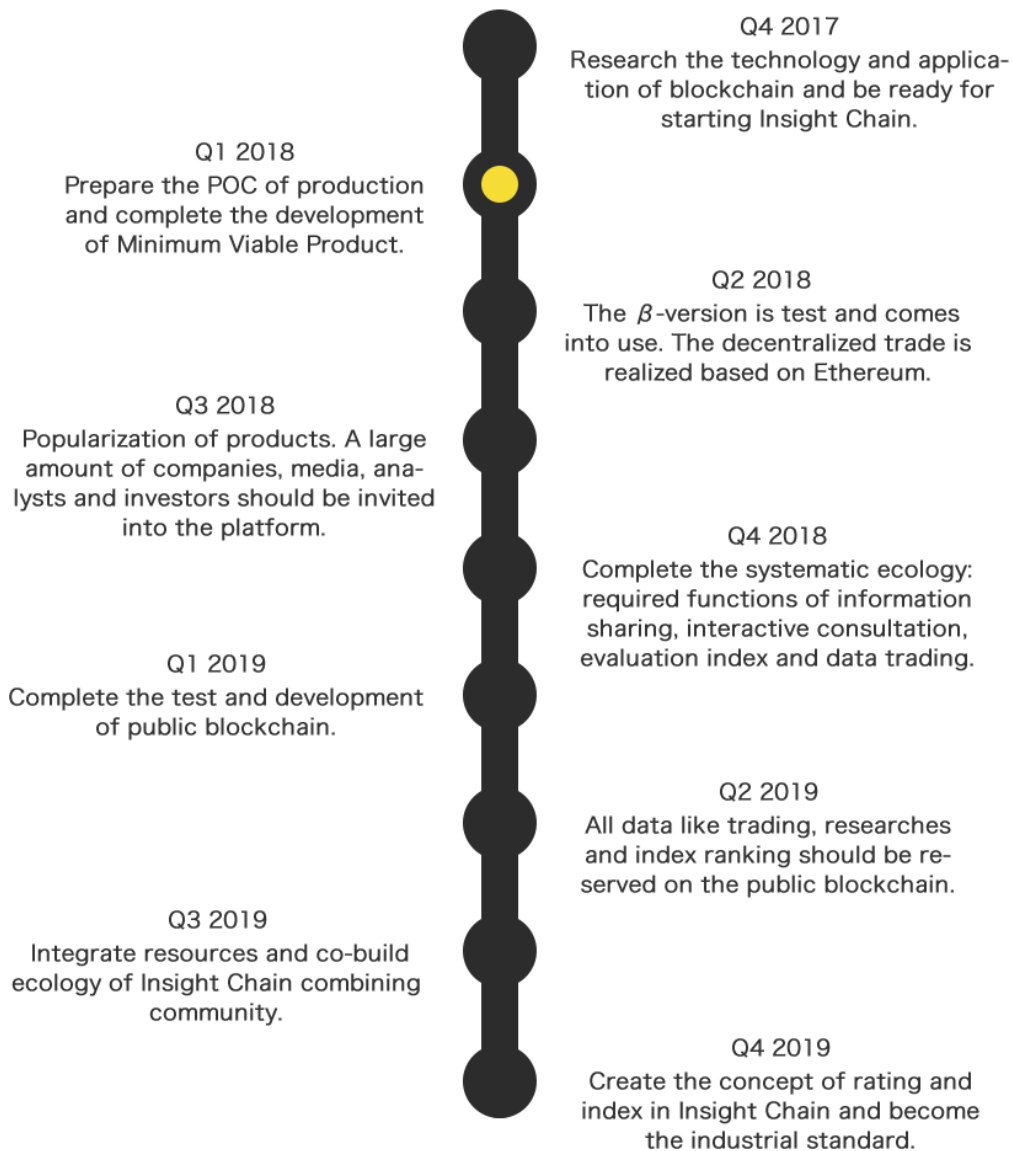 Q4 2017
Research the technology and applica-
tion of blockchain and be ready for
starting Insight Chain.
Q1 2018
Prepare the POC of production
and complete the development
of Minimum Viable Product.
Q2 2018
The β-version is test and comes
into use. The decentralized trade is
realized based on Ethereum.
Q3 2018
Popularization of products. A large
amount of companies, media, ana-
lysts and investors should be invited
into the platform.
Q4 2018
Complete the systematic ecology:
required functions of information
sharing, interactive consultation,
evaluation index and data trading.
Q1 2019
Complete the test and development
of public blockchain.
Q2 2019
All data like trading, researches
and index ranking should be re-
served on the public blockchain.
Q3 2019
Integrate resources and co-build
ecology of Insight Chain combining
community.
Q4 2019
Create the concept of rating and
index in Insight Chain and become
the industrial standard.